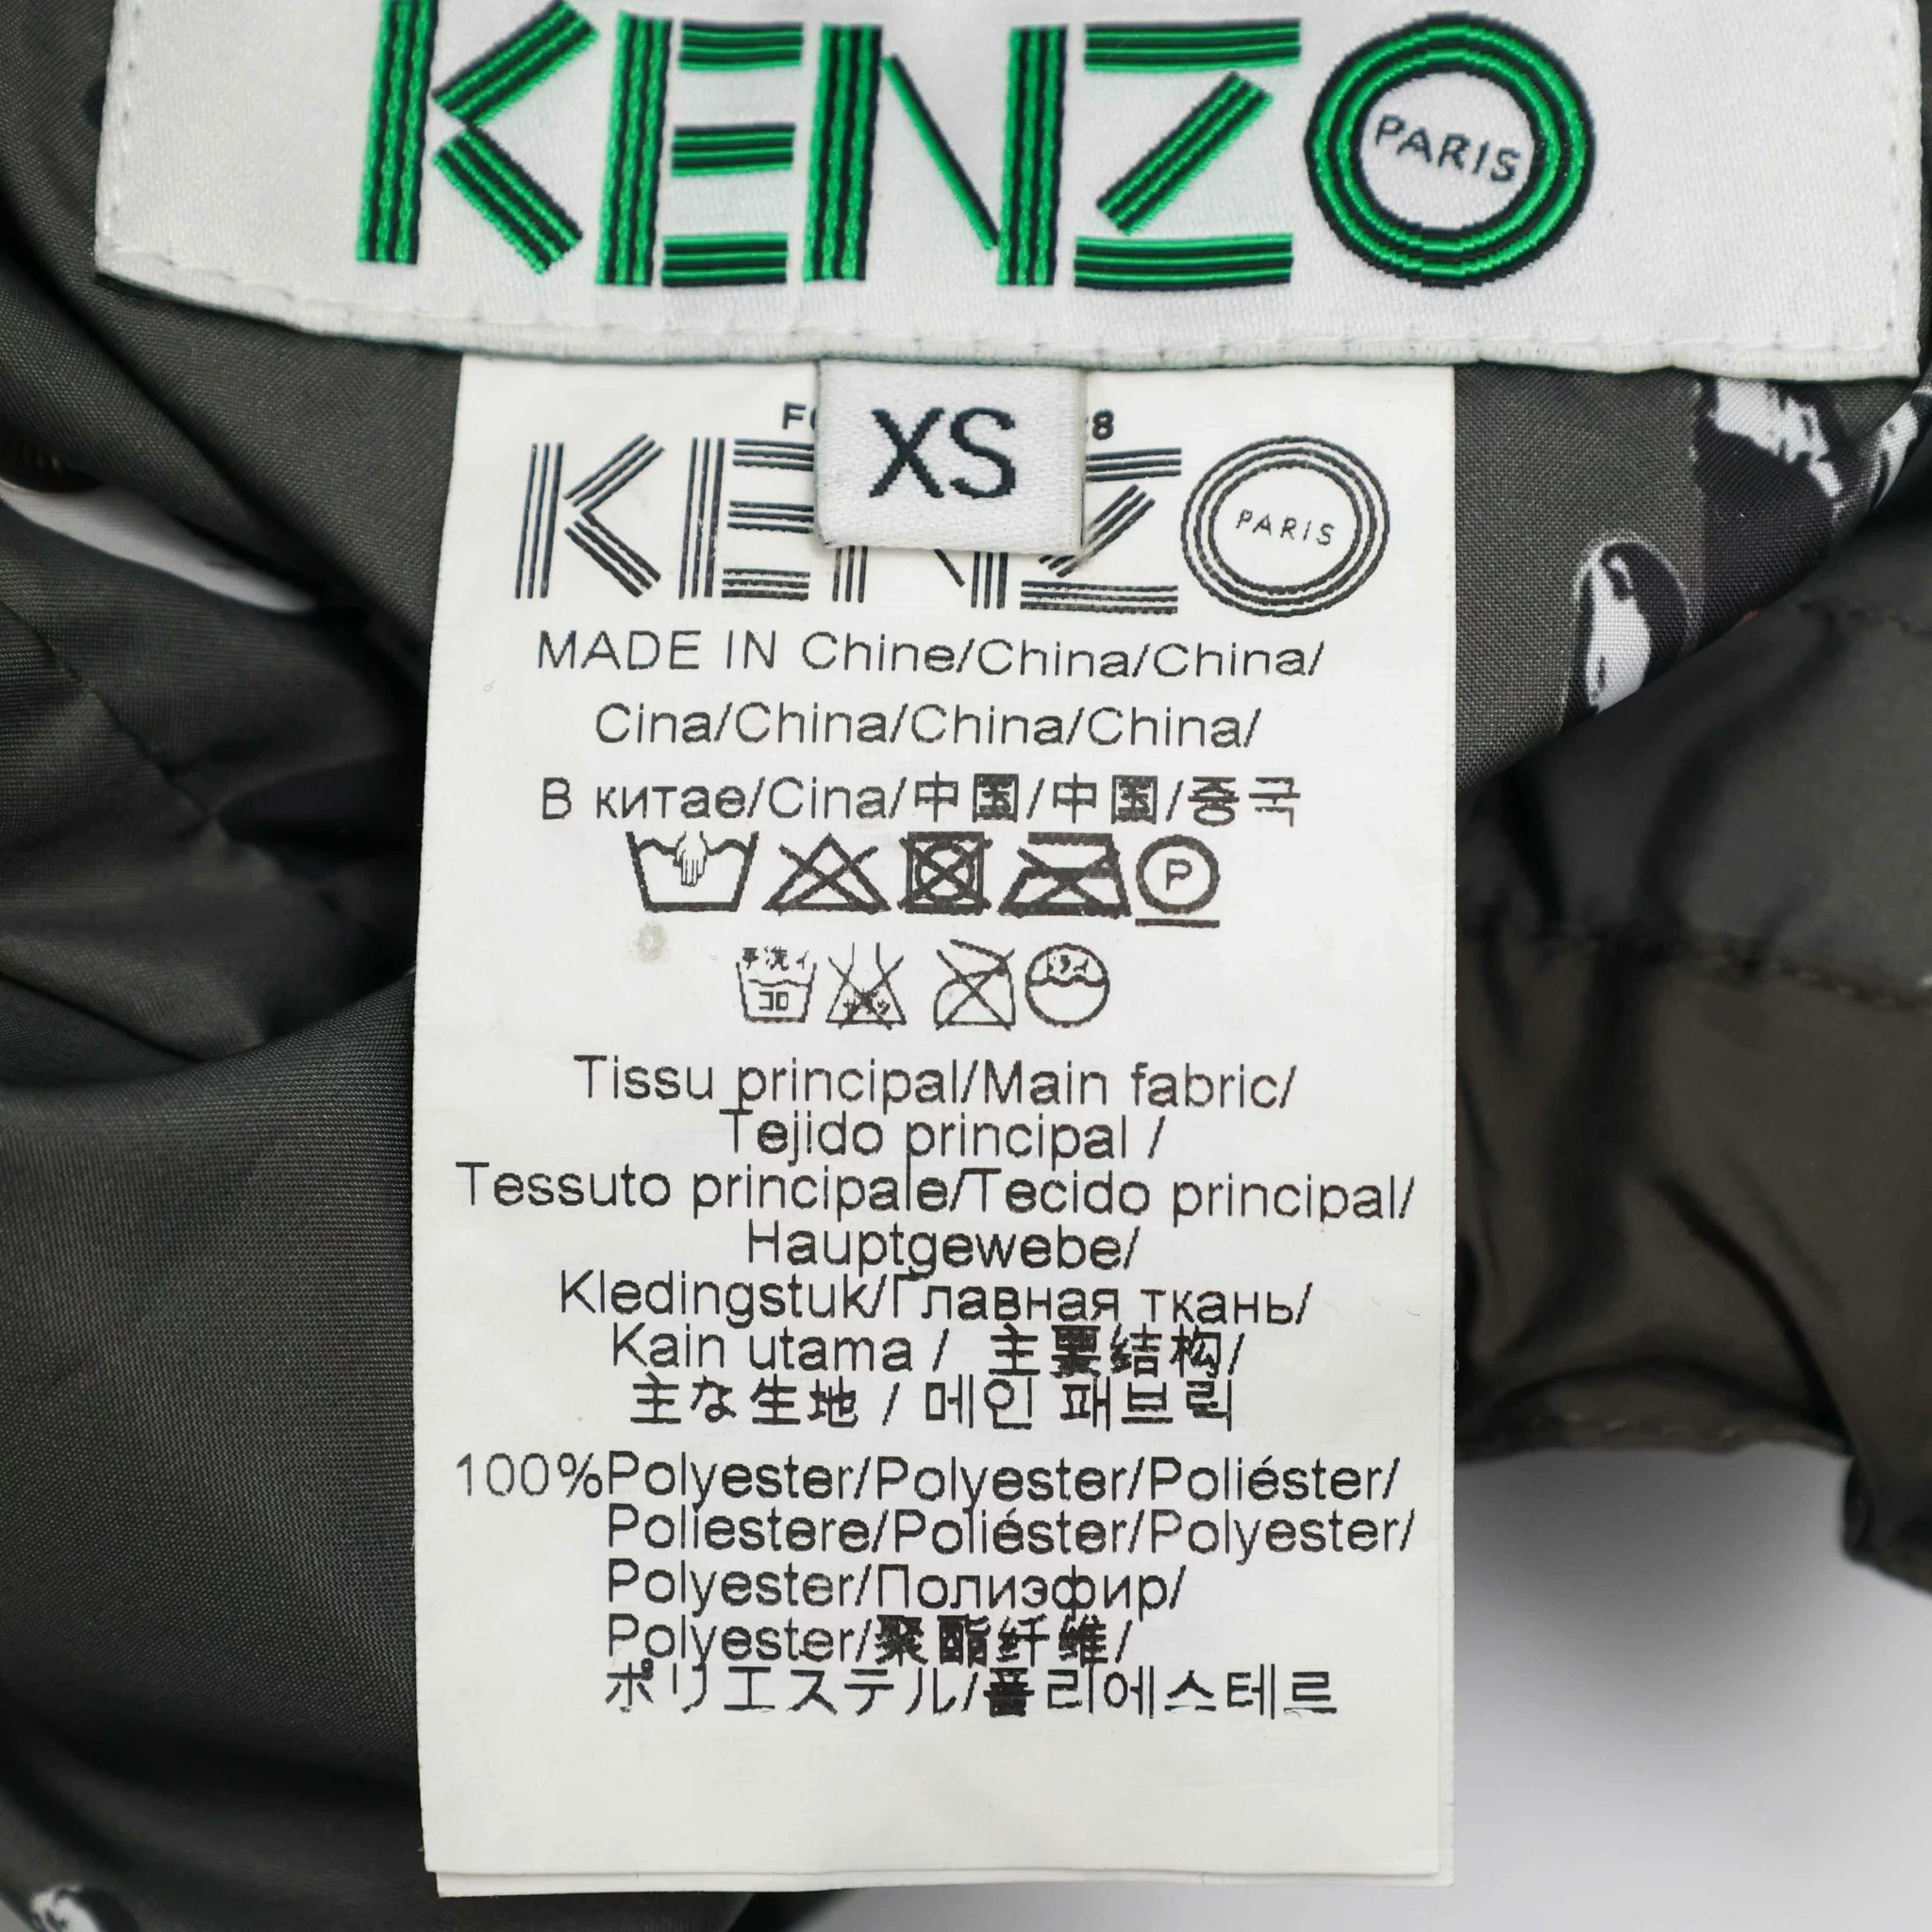 KENZO
PARIS
XS
KENZO
PARIS
MADE IN Chine/China/China/
Cina/China/China/China/
В китае/Cina/中国/中国/중국
P
手洗イ
Tissu principal/Main fabric/
Tejido principal /
Tessuto principale/Tecido principal/
Hauptgewebe/
Kledingstuk/Главная ткань/
Kain utama / 主要结构/
主な生地 / 메인 패브릭
100%Polyester/Polyester/Poliéster/
Poliestere/Poliéster/Polyester/
Polyester/Полиэфир/
Polyester/聚酯纤维/
ポリエステル/폴리에스테르